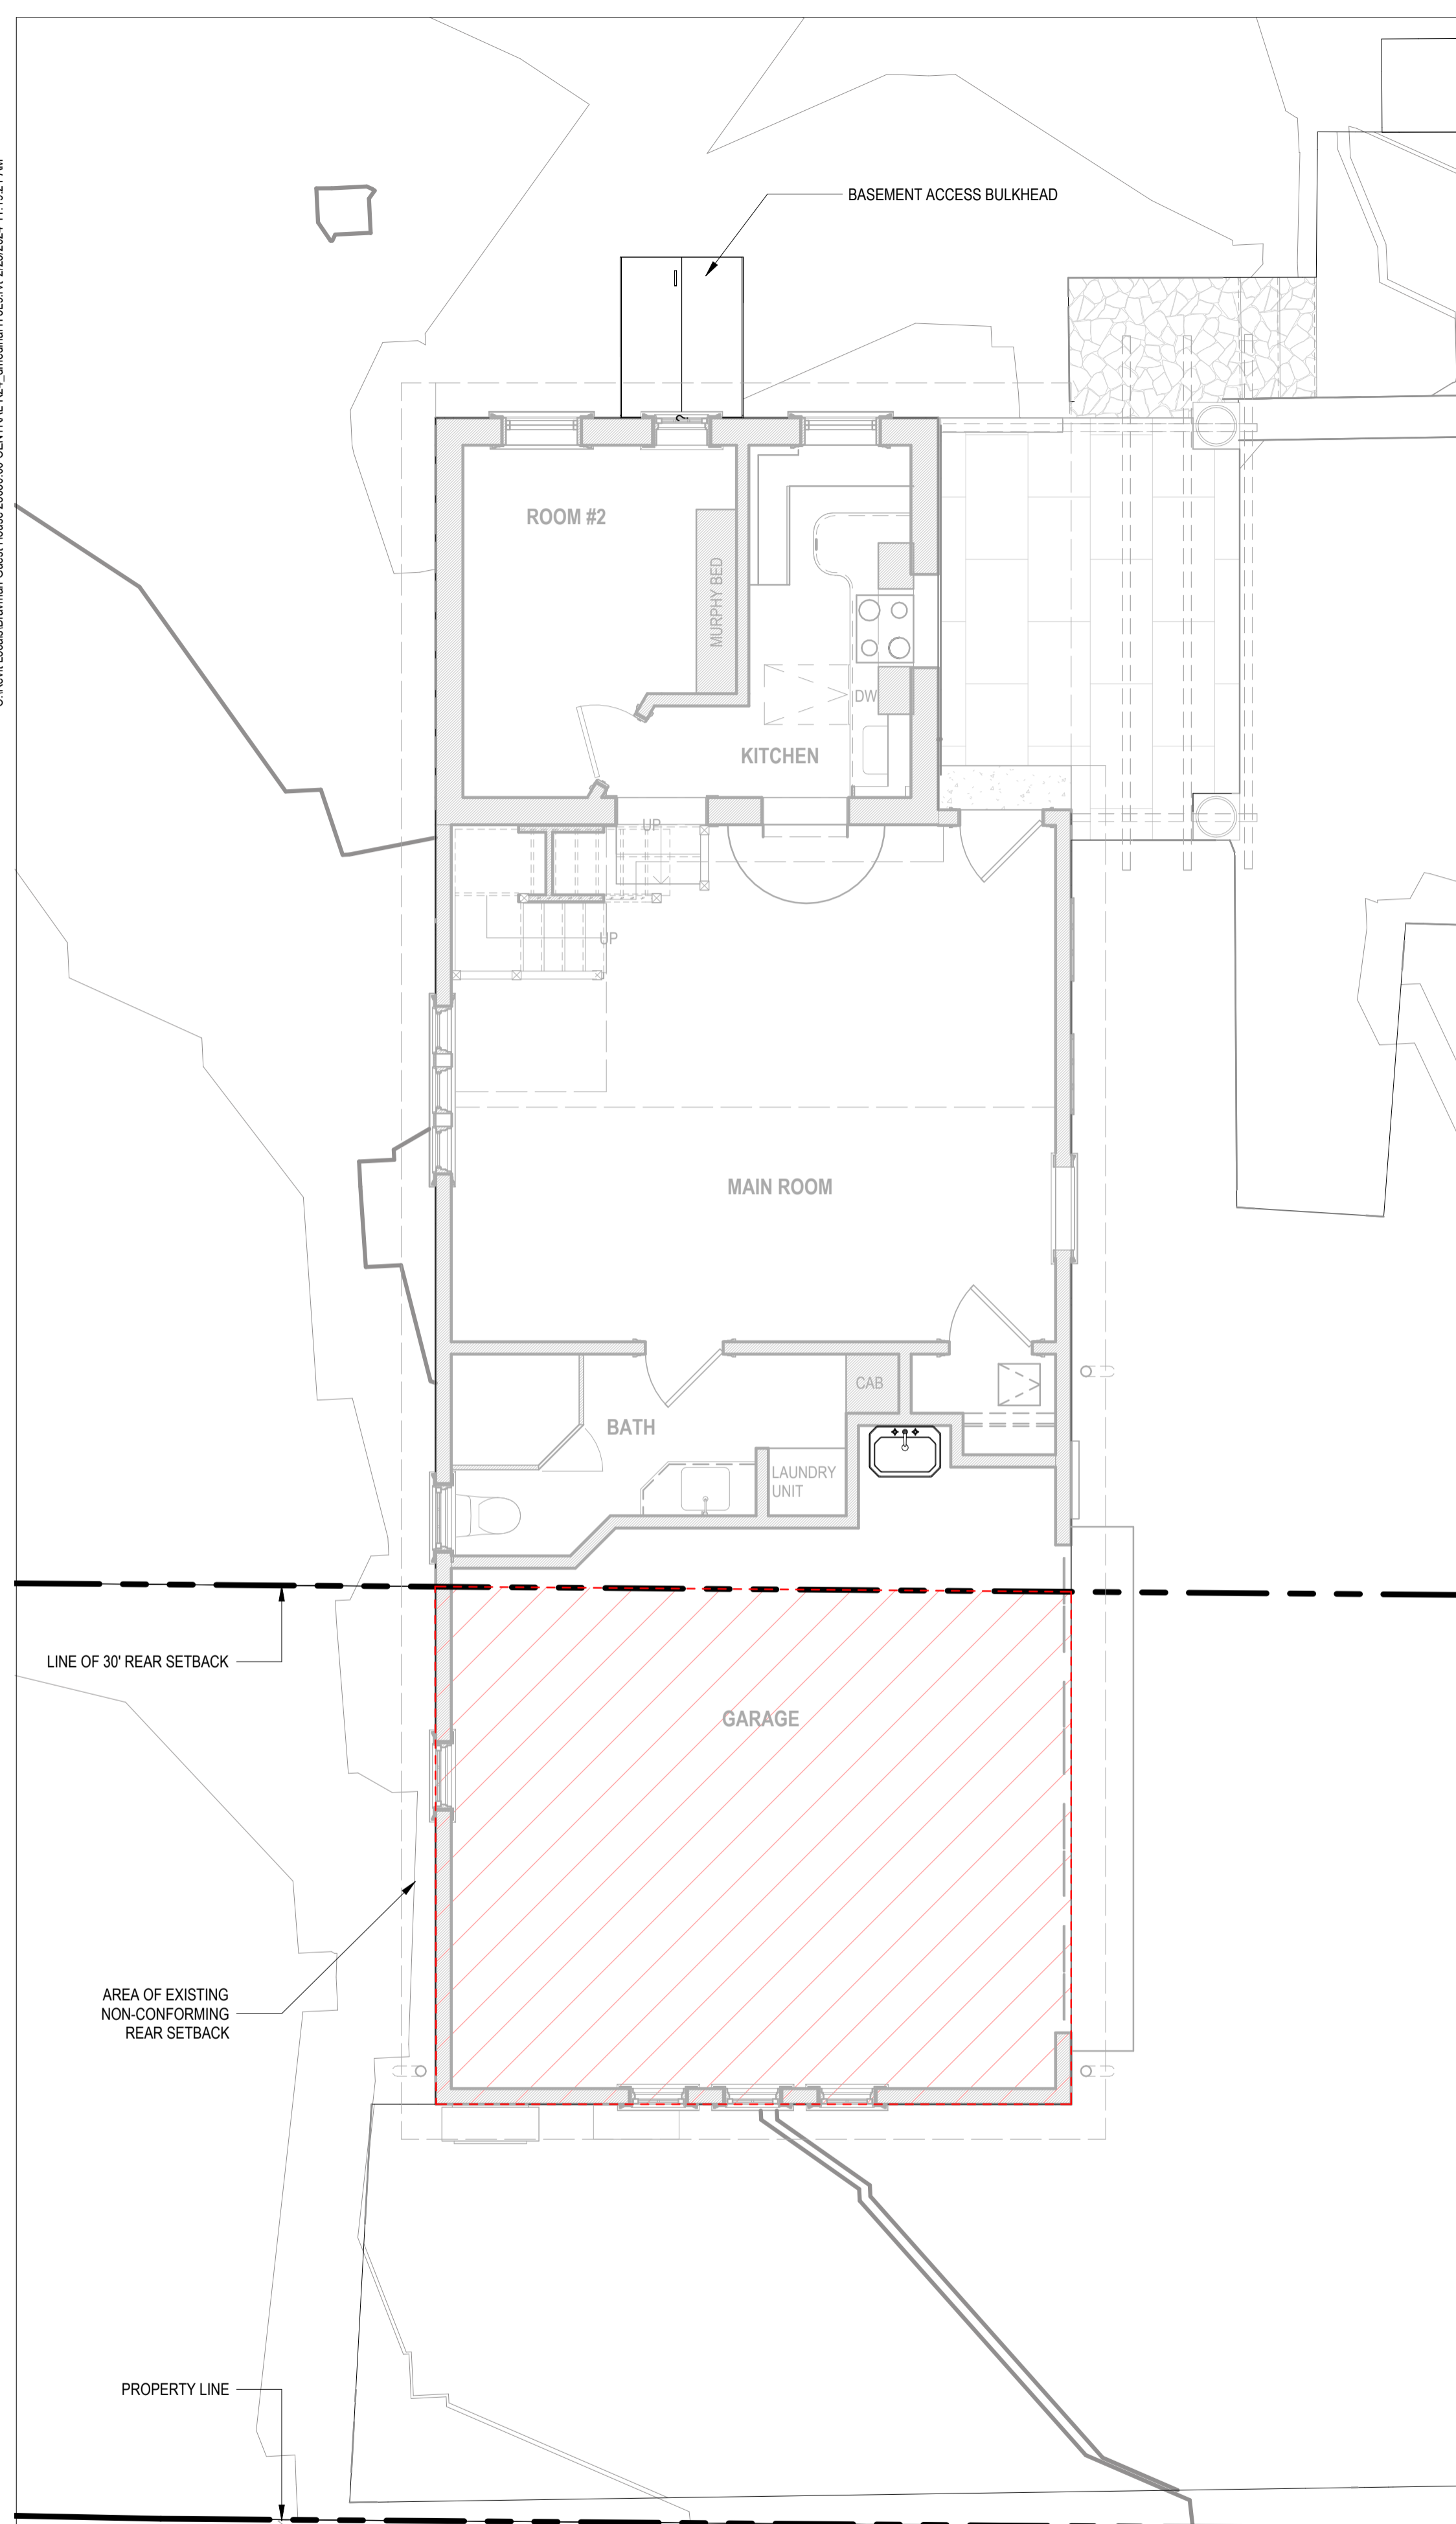 BASEMENT ACCESS BULKHEAD
ROOM #2
MURPHY BED
DW
KITCHEN
UP
UP
MAIN ROOM
CAB
BATH
LAUNDRY
UNIT
LINE OF 30' REAR SETBACK
GARAGE
AREA OF EXISTING
NON-CONFORMING
REAR SETBACK
PROPERTY LINE